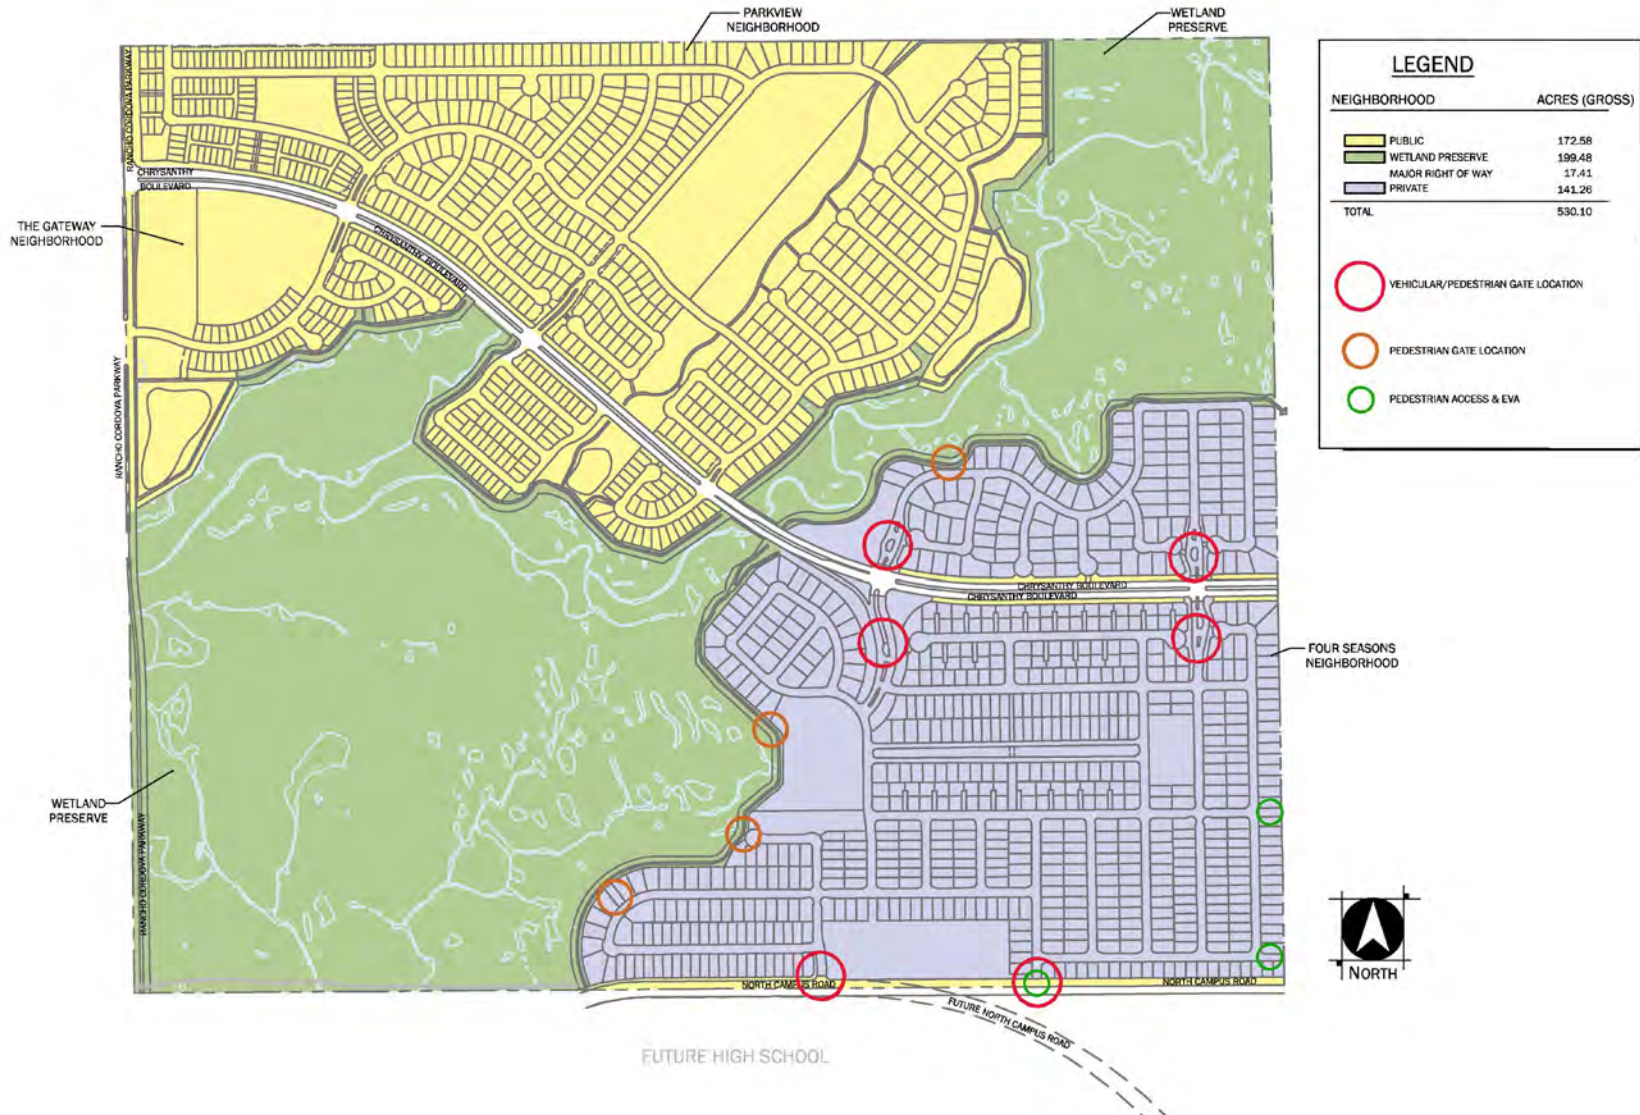 PARKVIEW
NEIGHBORHOOD
WETLAND
PRESERVE
LEGEND
NEIGHBORHOOD ACRES (GROSS)
PUBLIC 172.58
WETLAND PRESERVE 199.48
MAJOR RIGHT OF WAY 17.41
PRIVATE 141.26
TOTAL 530.10
VEHICULAR/PEDESTRIAN GATE LOCATION
PEDESTRIAN GATE LOCATION
PEDESTRIAN ACCESS & EVA
RANCHO CORDOVA PARKWAY
CHRYSANTHY
BOULEVARD
THE GATEWAY
NEIGHBORHOOD
CHRYSANTHY BOULEVARD
RANCHO CORDOVA PARKWAY
CHRYSANTHY BOULEVARD
CHRYSANTHY BOULEVARD
FOUR SEASONS
NEIGHBORHOOD
WETLAND
PRESERVE
RANCHO CORDOVA PARKWAY
NORTH CAMPUS ROAD
NORTH CAMPUS ROAD
FUTURE NORTH CAMPUS ROAD
NORTH
FUTURE HIGH SCHOOL